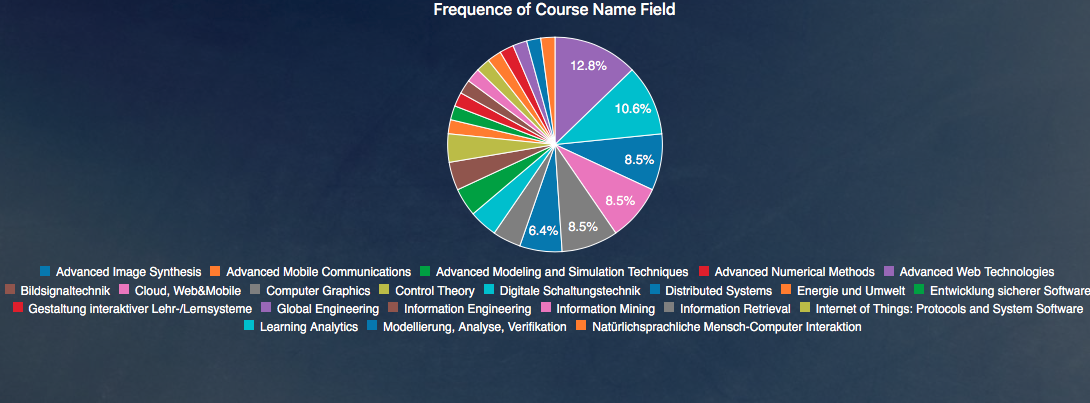 Frequence of Course Name Field
12.8%
10.6%
8.5%
8.5%
8.5%
6.4%
Advanced Image Synthesis Advanced Mobile Communications Advanced Modeling and Simulation Techniques Advanced Numerical Methods Advanced Web Technologies
Bildsignaltechnik Cloud, Web&Mobile Computer Graphics Control Theory Digitale Schaltungstechnik Distributed Systems Energie und Umwelt Entwicklung sicherer Software
Gestaltung interaktiver Lehr-/Lernsysteme Global Engineering Information Engineering Information Mining Information Retrieval Internet of Things: Protocols and System Software
Learning Analytics Modellierung, Analyse, Verifikation Natürlichsprachliche Mensch-Computer Interaktion